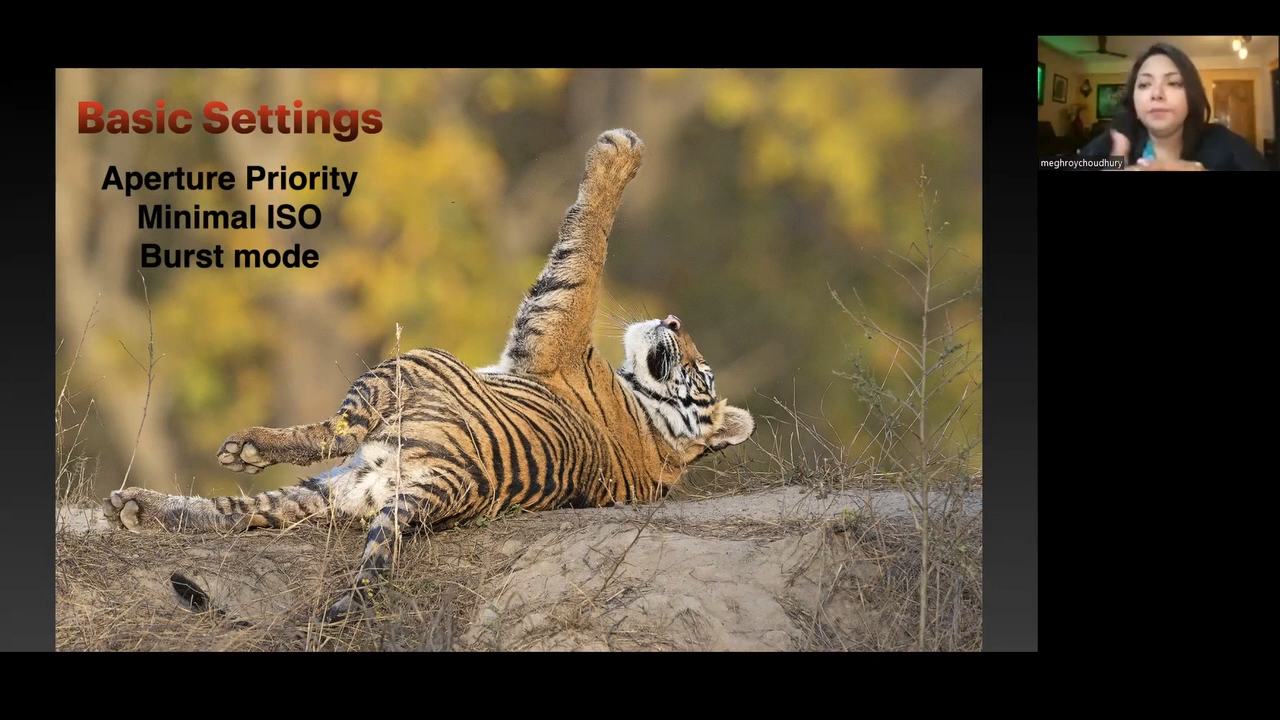 Basic Settings
Aperture Priority
Minimal ISO
Burst mode
meghroychoudhury